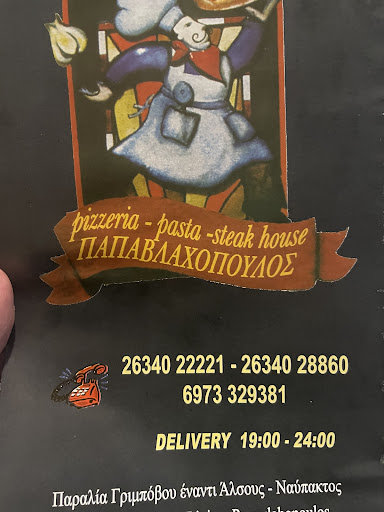 pizzeria - pasta -steak house
ΠΑΠΑΒΛΑΧΟΠΟΥΛΟΣ
26340 22221 - 26340 28860
6973 329381
DELIVERY 19:00 - 24:00
Παραλία Γριμπόβου έναντι Άλσους - Ναύπακτος